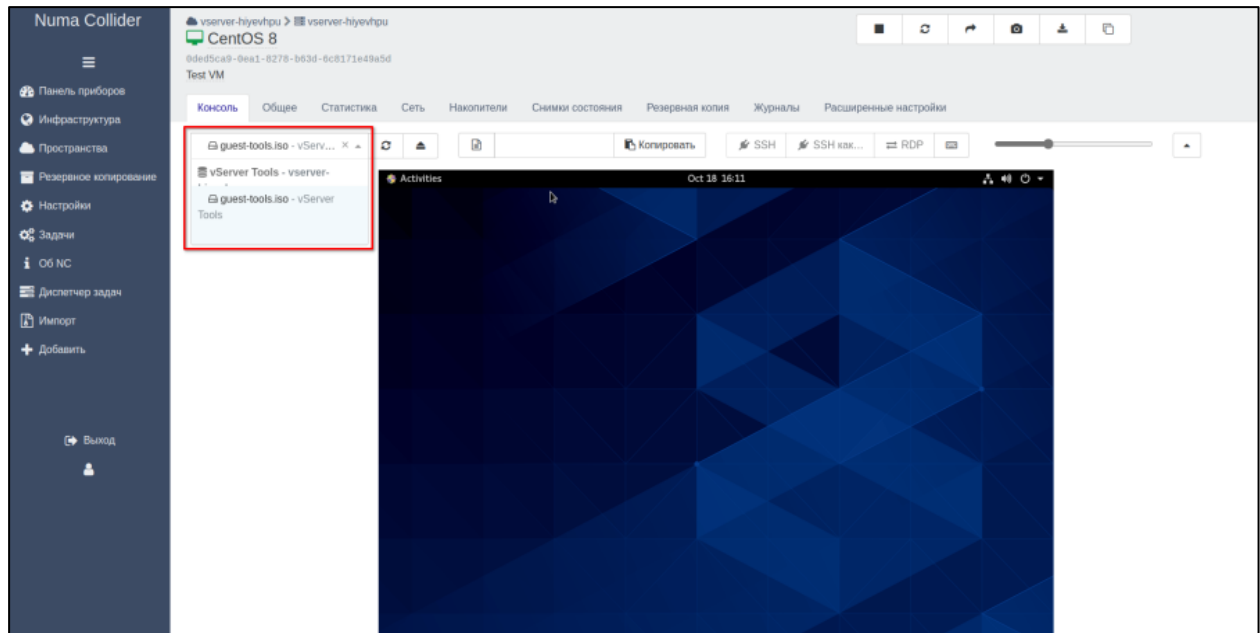 Numa Collider
vserver-hiyevhpu > vserver-hiyevhpu
CentOS 8
0ded5ca9-0ea1-8278-b63d-6c8171e49a5d
Test VM
Панель приборов
Инфраструктура
Пространства
Резервное копирование
Настройки
Задачи
Об NC
Диспетчер задач
Импорт
Добавить
Выход
Консоль Общее Статистика Сеть Накопители Снимки состояния Резервная копия Журналы Расширенные настройки
guest-tools.iso - vServ... Копировать SSH SSH как... RDP
vServer Tools - vserver-
guest-tools.iso - vServer
Tools
Activities Oct 18 16:11